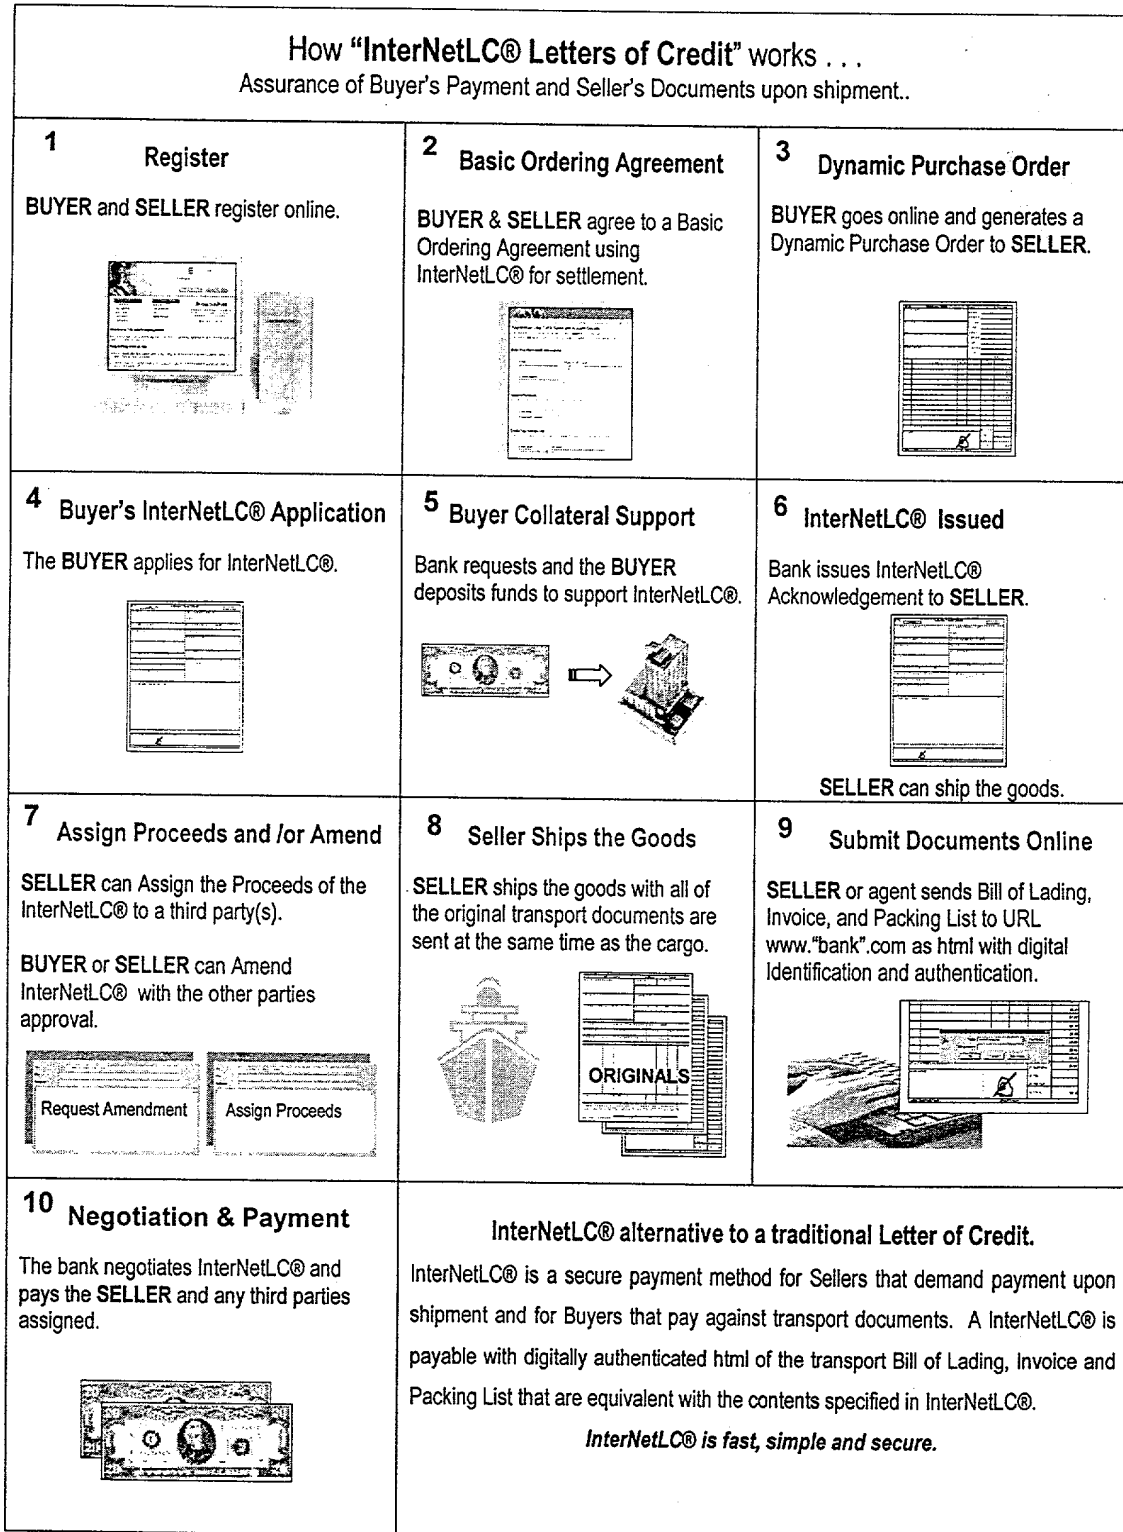 How "InterNetLC® Letters of Credit" works . . .
Assurance of Buyer's Payment and Seller's Documents upon shipment..
1
Register
BUYER and SELLER register online.
2
Basic Ordering Agreement
BUYER & SELLER agree to a Basic
Ordering Agreement using
InterNetLC® for settlement.
3
Dynamic Purchase Order
BUYER goes online and generates a
Dynamic Purchase Order to SELLER.
4
Buyer's InterNetLC® Application
The BUYER applies for InterNetLC®.
5
Buyer Collateral Support
Bank requests and the BUYER
deposits funds to support InterNetLC®.
6
InterNetLC® Issued
Bank issues InterNetLC®
Acknowledgement to SELLER.
SELLER can ship the goods.
7
Assign Proceeds and /or Amend
SELLER can Assign the Proceeds of the
InterNetLC® to a third party(s).
BUYER or SELLER can Amend
InterNetLC® with the other parties
approval.
Request Amendment
Assign Proceeds
8
Seller Ships the Goods
SELLER ships the goods with all of
the original transport documents are
sent at the same time as the cargo.
ORIGINALS
9
Submit Documents Online
SELLER or agent sends Bill of Lading,
Invoice, and Packing List to URL
www."bank".com as html with digital
Identification and authentication.
10
Negotiation & Payment
The bank negotiates InterNetLC® and
pays the SELLER and any third parties
assigned.
InterNetLC® alternative to a traditional Letter of Credit.
InterNetLC® is a secure payment method for Sellers that demand payment upon
shipment and for Buyers that pay against transport documents. A InterNetLC® is
payable with digitally authenticated html of the transport Bill of Lading, Invoice and
Packing List that are equivalent with the contents specified in InterNetLC®.
InterNetLC® is fast, simple and secure.